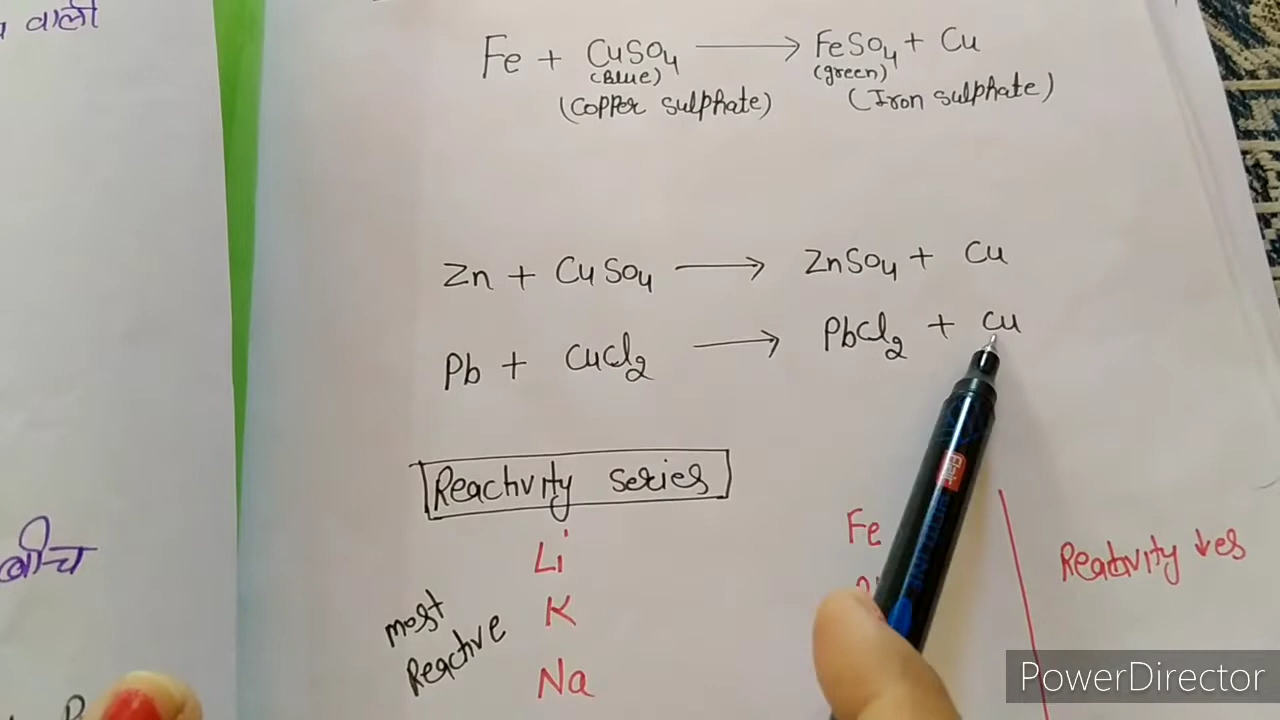 वाली
Fe + CuSO4 ⟶ FeSO4 + Cu
(Blue) (green)
(Copper sulphate) (Iron sulphate)
Zn + CuSO4 ⟶ ZnSO4 + Cu
Pb + CuCl2 ⟶ PbCl2 + Cu
Reactivity series
Li Fe
बीच Reactivity ↓es
most Reactive
K
Na
PowerDirector